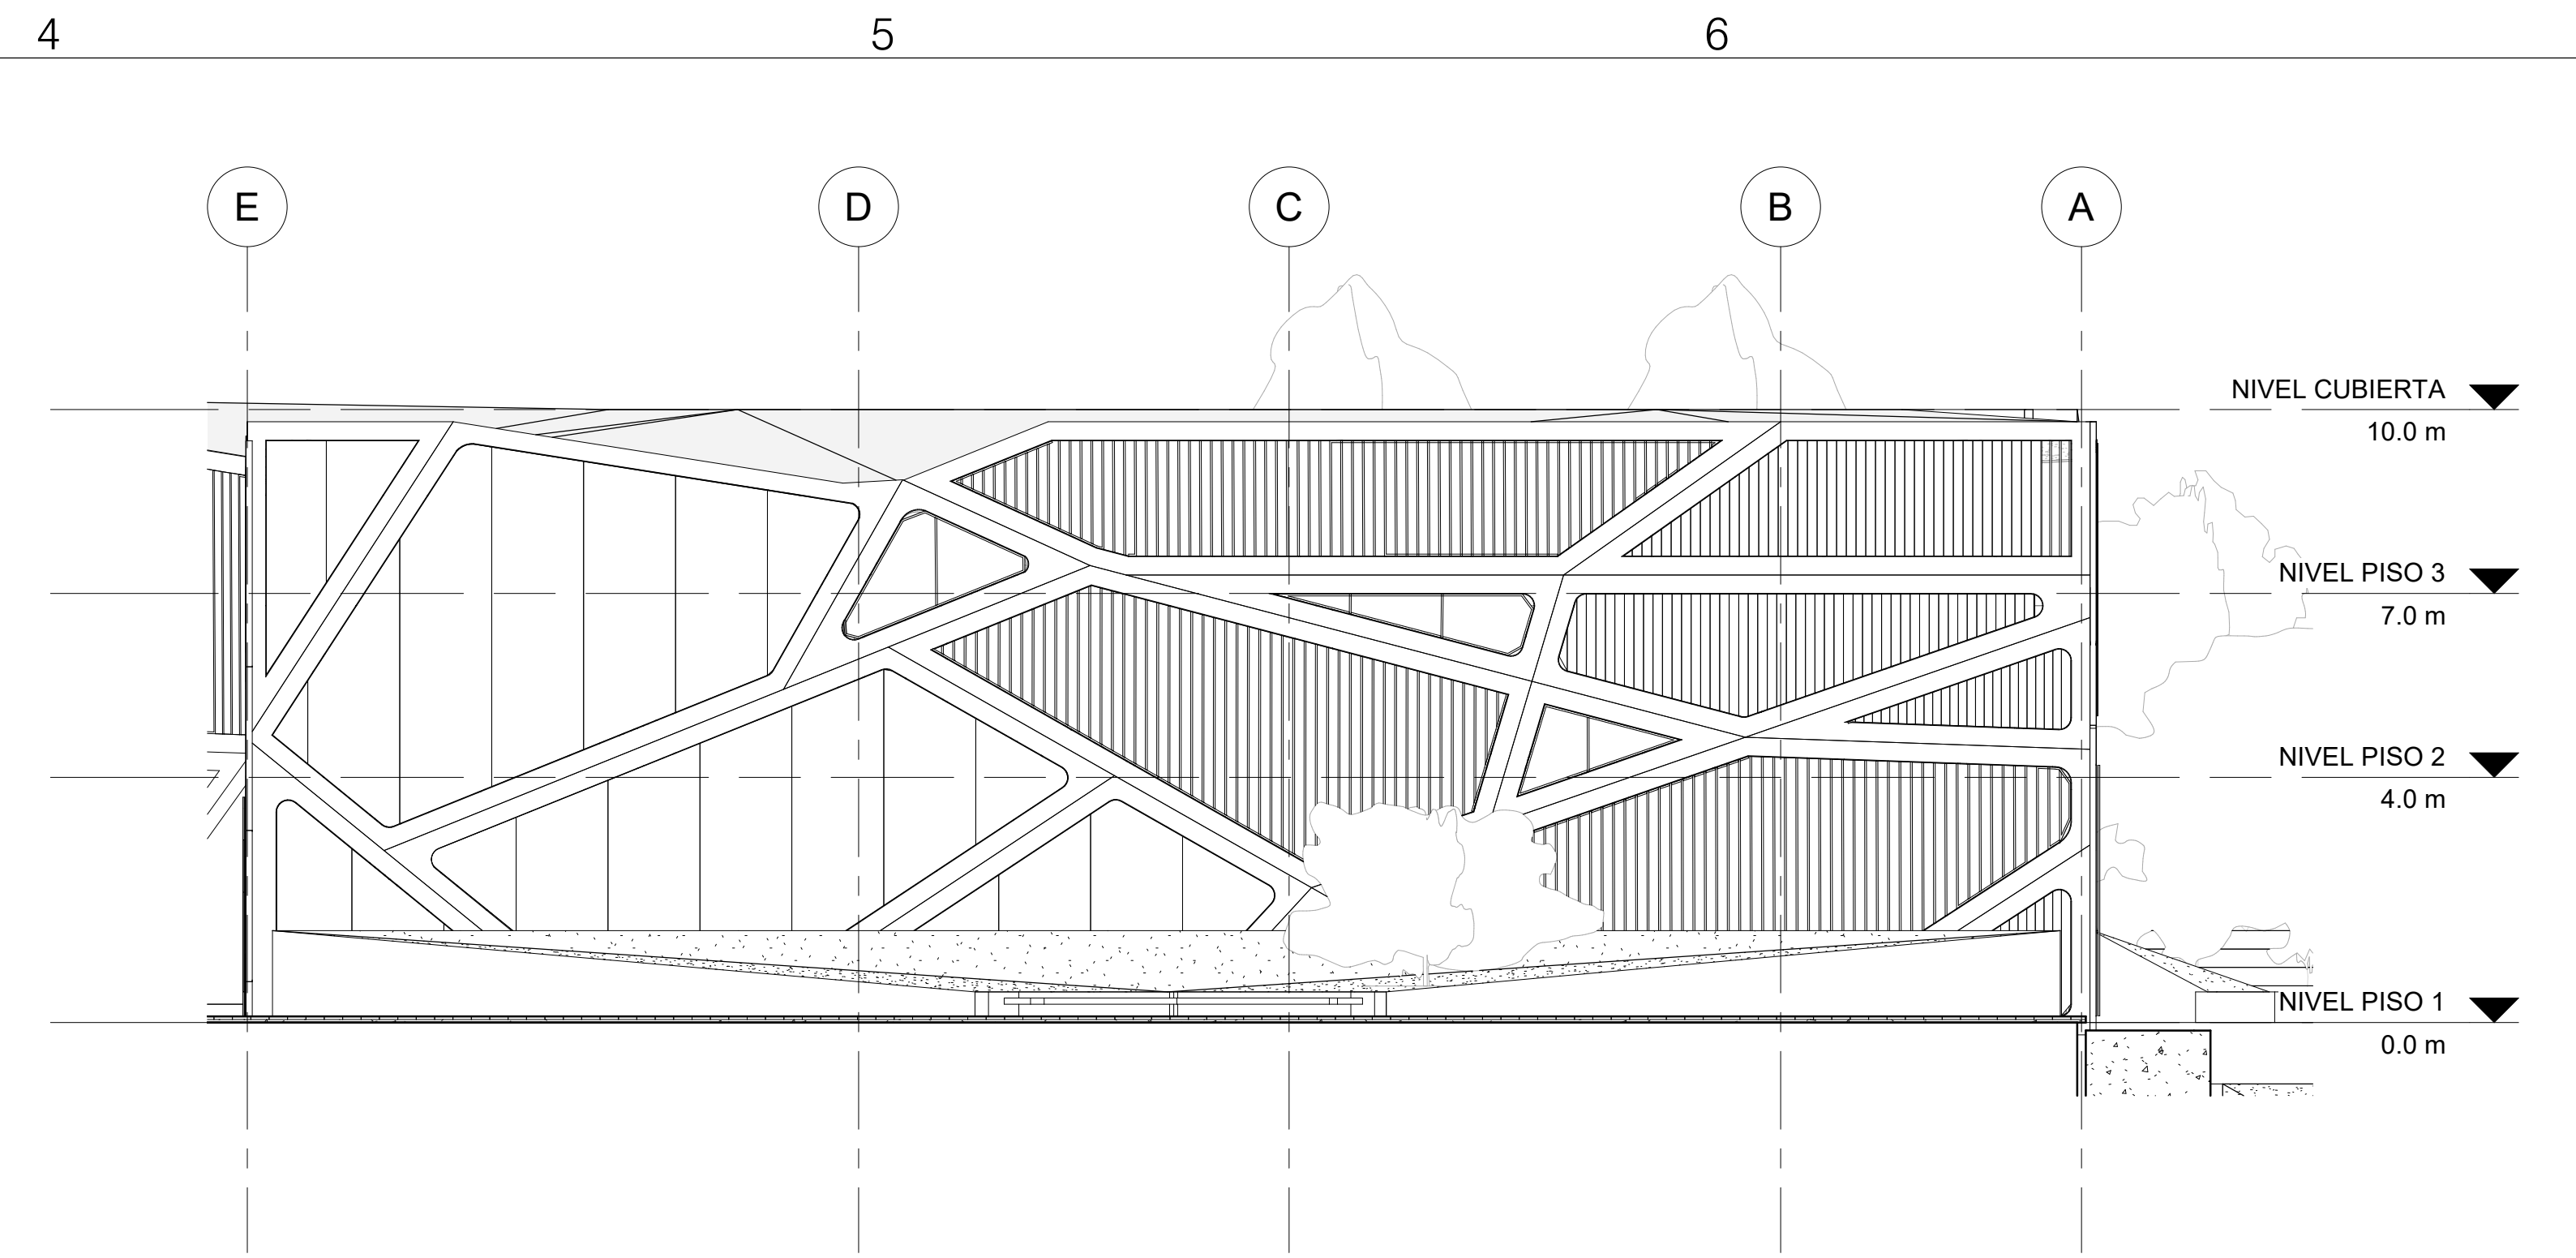 4 5 6
E D C B A
NIVEL CUBIERTA
10.0 m
NIVEL PISO 3
7.0 m
NIVEL PISO 2
4.0 m
NIVEL PISO 1
0.0 m